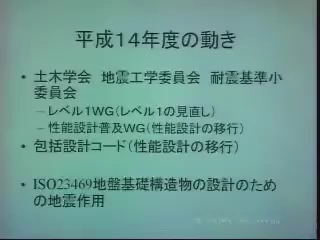 平成14年度の動き
• 土木学会 地震工学委員会 耐震基準小
委員会
– レベル1WG(レベル1の見直し)
– 性能設計普及WG(性能設計の移行)
• 包括設計コード(性能設計の移行)
• ISO23469地盤基礎構造物の設計のため
の地震作用